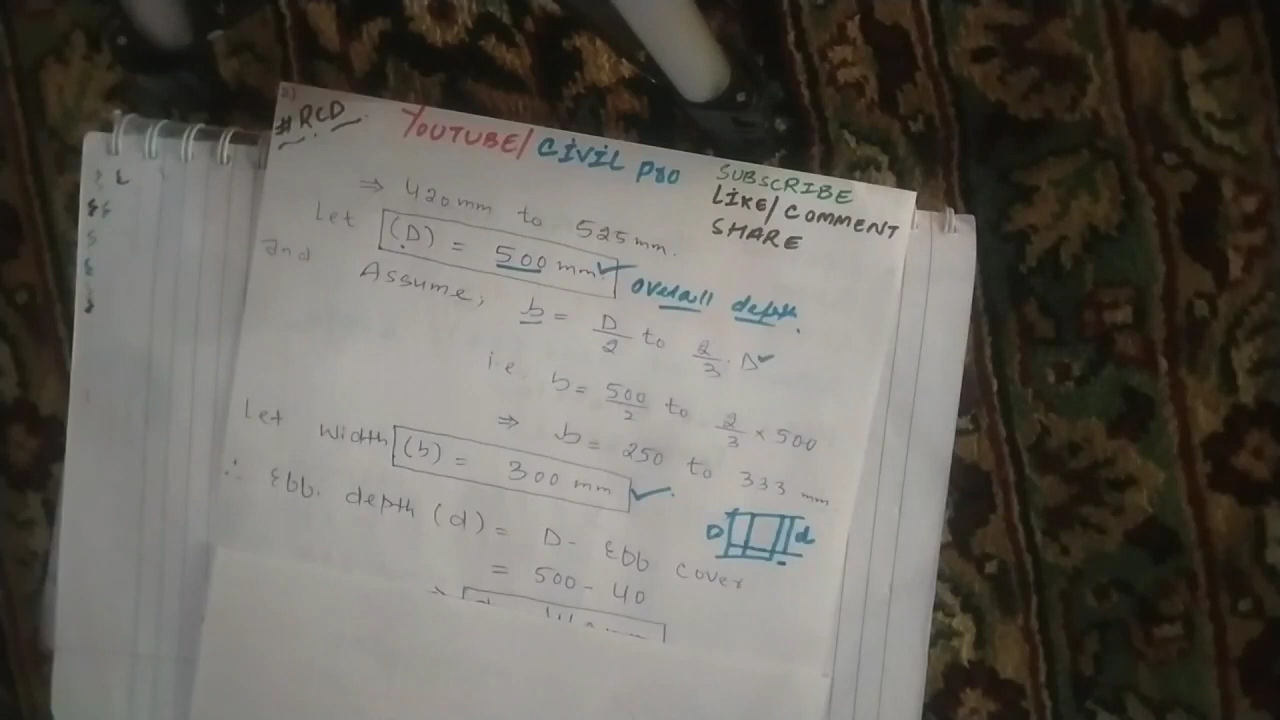 #RCD
YOUTUBE/ CiViL Pro
SUBSCRIBE
LIKE/COMMENT
SHARE
⇒ 420mm to 525mm.
Let (D) = 500 mm ✓ overall depth.
and Assume, b = D/2 to 2/3 · D ✓
i.e. b = 500/2 to 2/3 × 500
⇒ b = 250 to 333 mm
Let width (b) = 300 mm ✓.
∴ Eff. depth (d) = D - Eff cover
= 500 - 40
D d